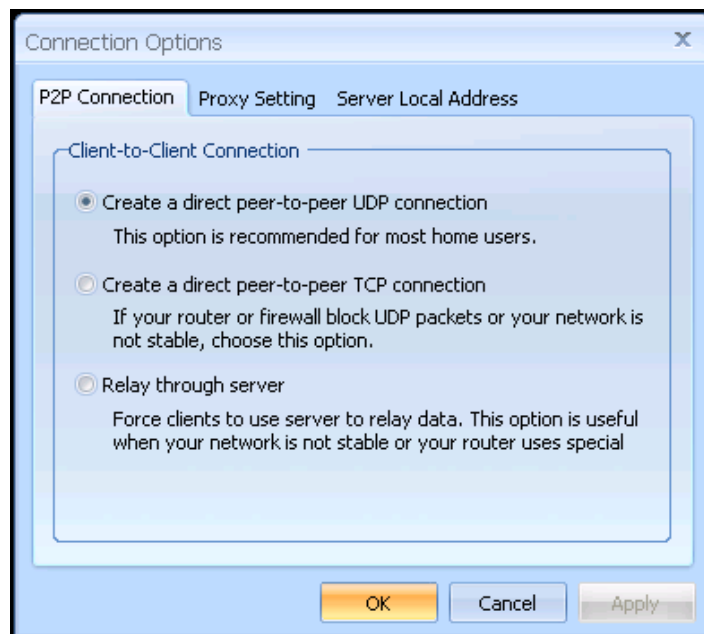 Connection Options
P2P Connection Proxy Setting Server Local Address
Client-to-Client Connection
Create a direct peer-to-peer UDP connection
This option is recommended for most home users.
Create a direct peer-to-peer TCP connection
If your router or firewall block UDP packets or your network is
not stable, choose this option.
Relay through server
Force clients to use server to relay data. This option is useful
when your network is not stable or your router uses special
OK Cancel Apply